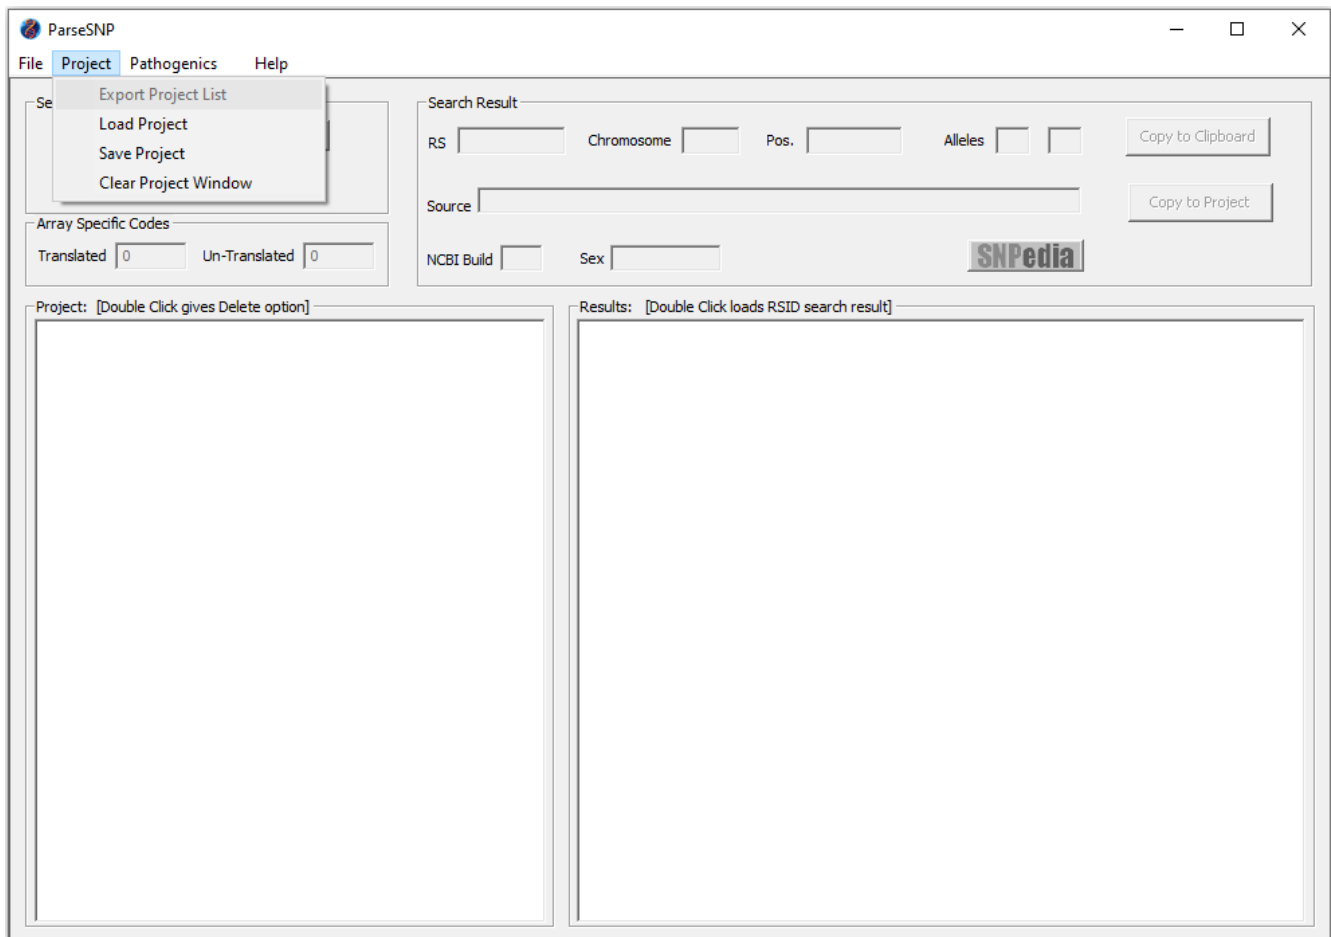 ParseSNP
File Project Pathogenics Help
Export Project List
Load Project
Save Project
Clear Project Window
Se
Search Result
RS Chromosome Pos. Alleles Copy to Clipboard
Source Copy to Project
NCBI Build Sex SNPedia
Array Specific Codes
Translated 0 Un-Translated 0
Project: [Double Click gives Delete option]
Results: [Double Click loads RSID search result]